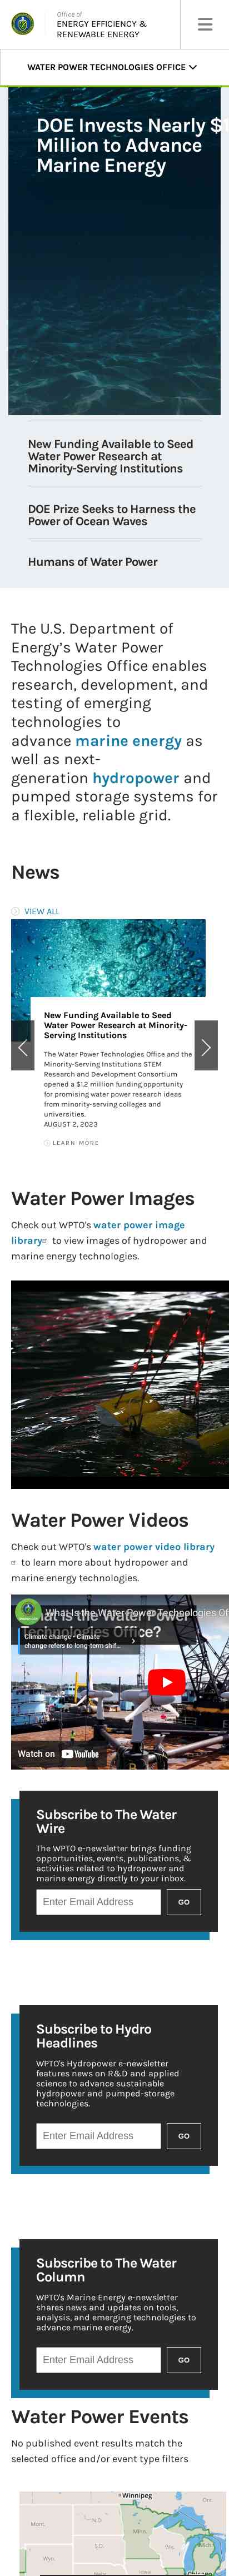 Office of
ENERGY EFFICIENCY &
RENEWABLE ENERGY
WATER POWER TECHNOLOGIES OFFICE
DOE Invests Nearly $1
Million to Advance
Marine Energy
New Funding Available to Seed
Water Power Research at
Minority-Serving Institutions
DOE Prize Seeks to Harness the
Power of Ocean Waves
Humans of Water Power
The U.S. Department of
Energy’s Water Power
Technologies Office enables
research, development, and
testing of emerging
technologies to
advance marine energy as
well as next-
generation hydropower and
pumped storage systems for
a flexible, reliable grid.
News
VIEW ALL
New Funding Available to Seed
Water Power Research at Minority-
Serving Institutions
The Water Power Technologies Office and the
Minority-Serving Institutions STEM
Research and Development Consortium
opened a $1.2 million funding opportunity
for promising water power research ideas
from minority-serving colleges and
universities.
AUGUST 2, 2023
LEARN MORE
Water Power Images
Check out WPTO's water power image
library to view images of hydropower and
marine energy technologies.
Water Power Videos
Check out WPTO's water power video library
to learn more about hydropower and
marine energy technologies.
What Is the Water Power Technologies Of
What Is the Water Power
Technologies Office?
Climate change - Climate
change refers to long-term shif...
Watch on YouTube
Subscribe to The Water
Wire
The WPTO e-newsletter brings funding
opportunities, events, publications, &
activities related to hydropower and
marine energy directly to your inbox.
Enter Email Address GO
Subscribe to Hydro
Headlines
WPTO's Hydropower e-newsletter
features news on R&D and applied
science to advance sustainable
hydropower and pumped-storage
technologies.
Enter Email Address GO
Subscribe to The Water
Column
WPTO's Marine Energy e-newsletter
shares news and updates on tools,
analysis, and emerging technologies to
advance marine energy.
Enter Email Address GO
Water Power Events
No published event results match the
selected office and/or event type filters
Winnipeg
Ont.
Mont.
N.D.
Minn.
S.D.
Wis.
Wyo.
Iowa
Chicago